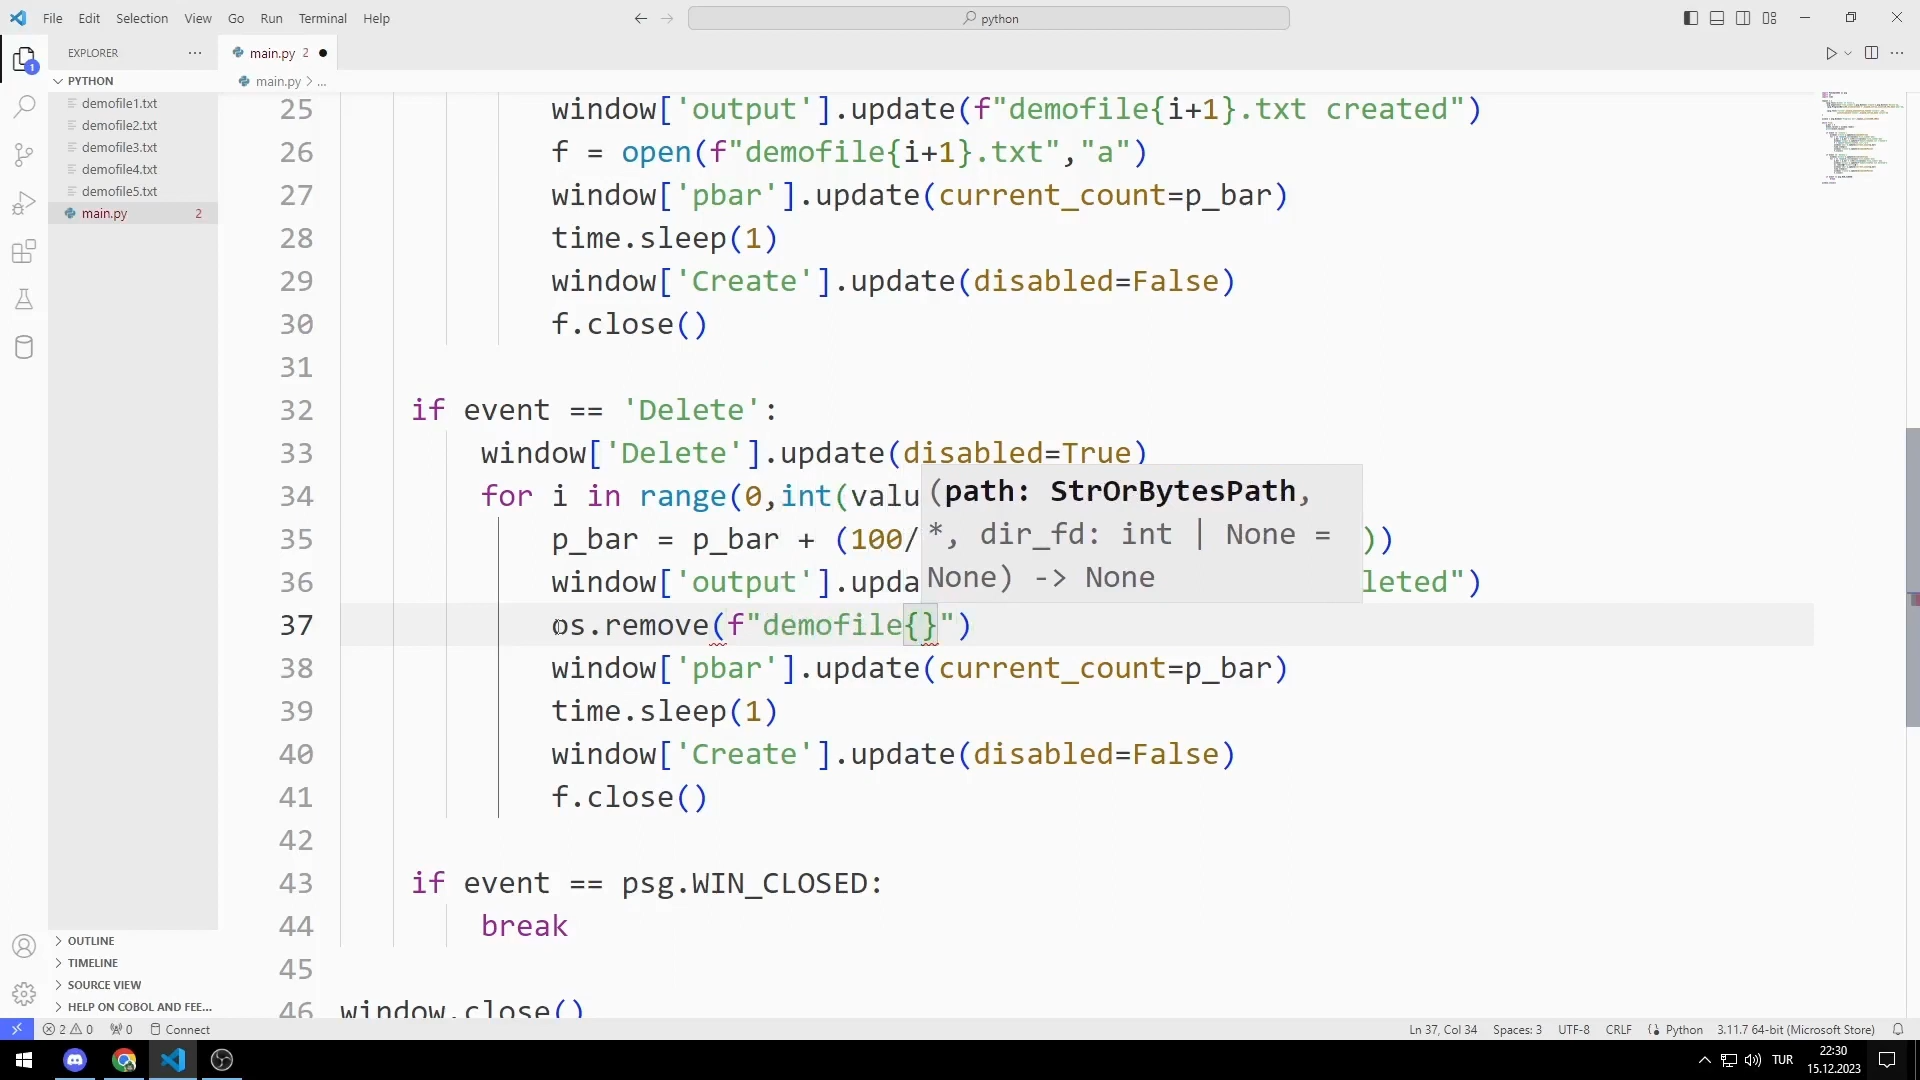 File Edit Selection View Go Run Terminal Help
python
EXPLORER
main.py 2
PYTHON
main.py > ...
demofile1.txt
demofile2.txt
demofile3.txt
demofile4.txt
demofile5.txt
main.py 2
25 window['output'].update(f"demofile{i+1}.txt created")
26 f = open(f"demofile{i+1}.txt","a")
27 window['pbar'].update(current_count=p_bar)
28 time.sleep(1)
29 window['Create'].update(disabled=False)
30 f.close()
31
32 if event == 'Delete':
33 window['Delete'].update(disabled=True)
34 for i in range(0,int(valu
35 p_bar = p_bar + (100/ ))
36 window['output'].upda leted")
37 os.remove(f"demofile{}")
38 window['pbar'].update(current_count=p_bar)
39 time.sleep(1)
40 window['Create'].update(disabled=False)
41 f.close()
42
43 if event == psg.WIN_CLOSED:
44 break
45
46 window.close()
(path: StrOrBytesPath,
*, dir_fd: int | None =
None) -> None
OUTLINE
TIMELINE
SOURCE VIEW
HELP ON COBOL AND FEE...
1
2 0 0 Connect
Ln 37, Col 34 Spaces: 3 UTF-8 CRLF Python 3.11.7 64-bit (Microsoft Store)
TUR
22:30
15.12.2023